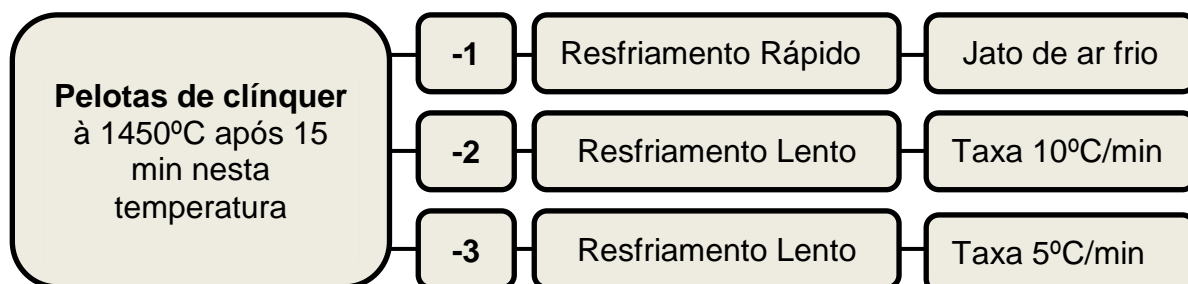 Pelotas de clínquer
à 1450ºC após 15
min nesta
temperatura
-1
Resfriamento Rápido
Jato de ar frio
-2
Resfriamento Lento
Taxa 10ºC/min
-3
Resfriamento Lento
Taxa 5ºC/min